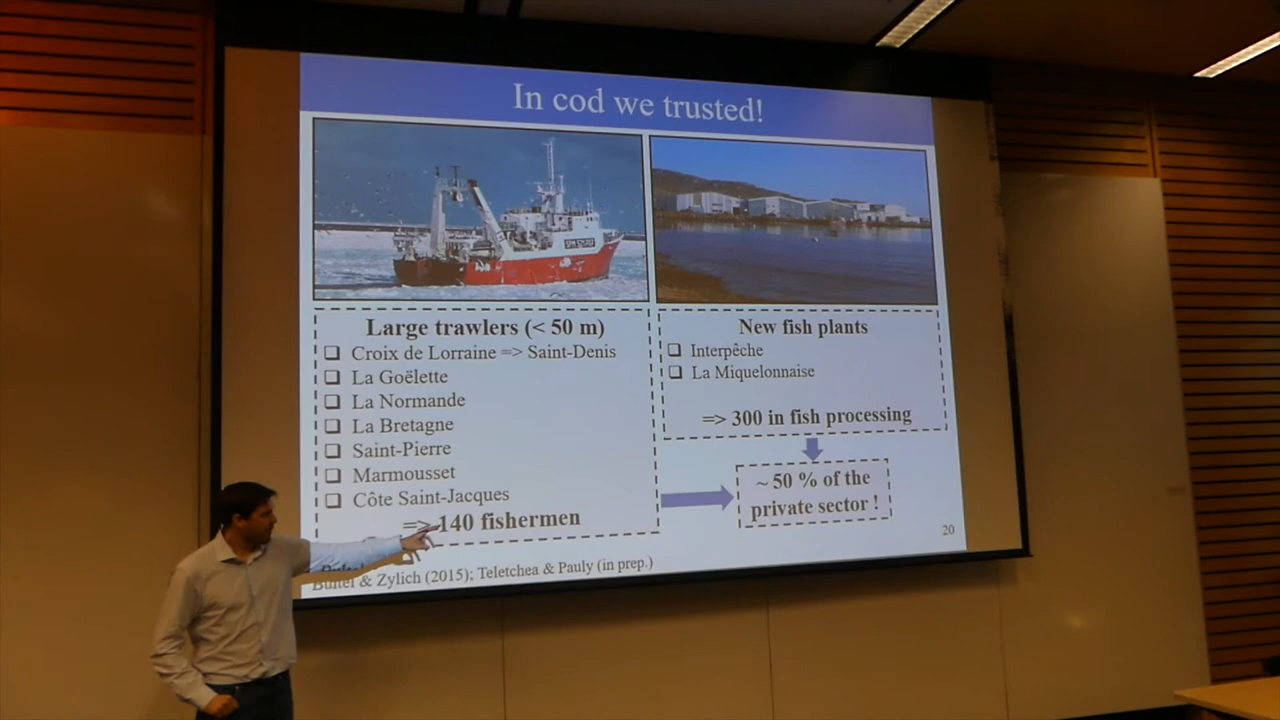 In cod we trusted!
Large trawlers (< 50 m)
❑ Croix de Lorraine => Saint-Denis
❑ La Goëlette
❑ La Normande
❑ La Bretagne
❑ Saint-Pierre
❑ Marmousset
❑ Côte Saint-Jacques
=> 140 fishermen
New fish plants
❑ Interpêche
❑ La Miquelonnaise
=> 300 in fish processing
~ 50 % of the
private sector !
20
& Zylich (2015); Teletchea & Pauly (in prep.)